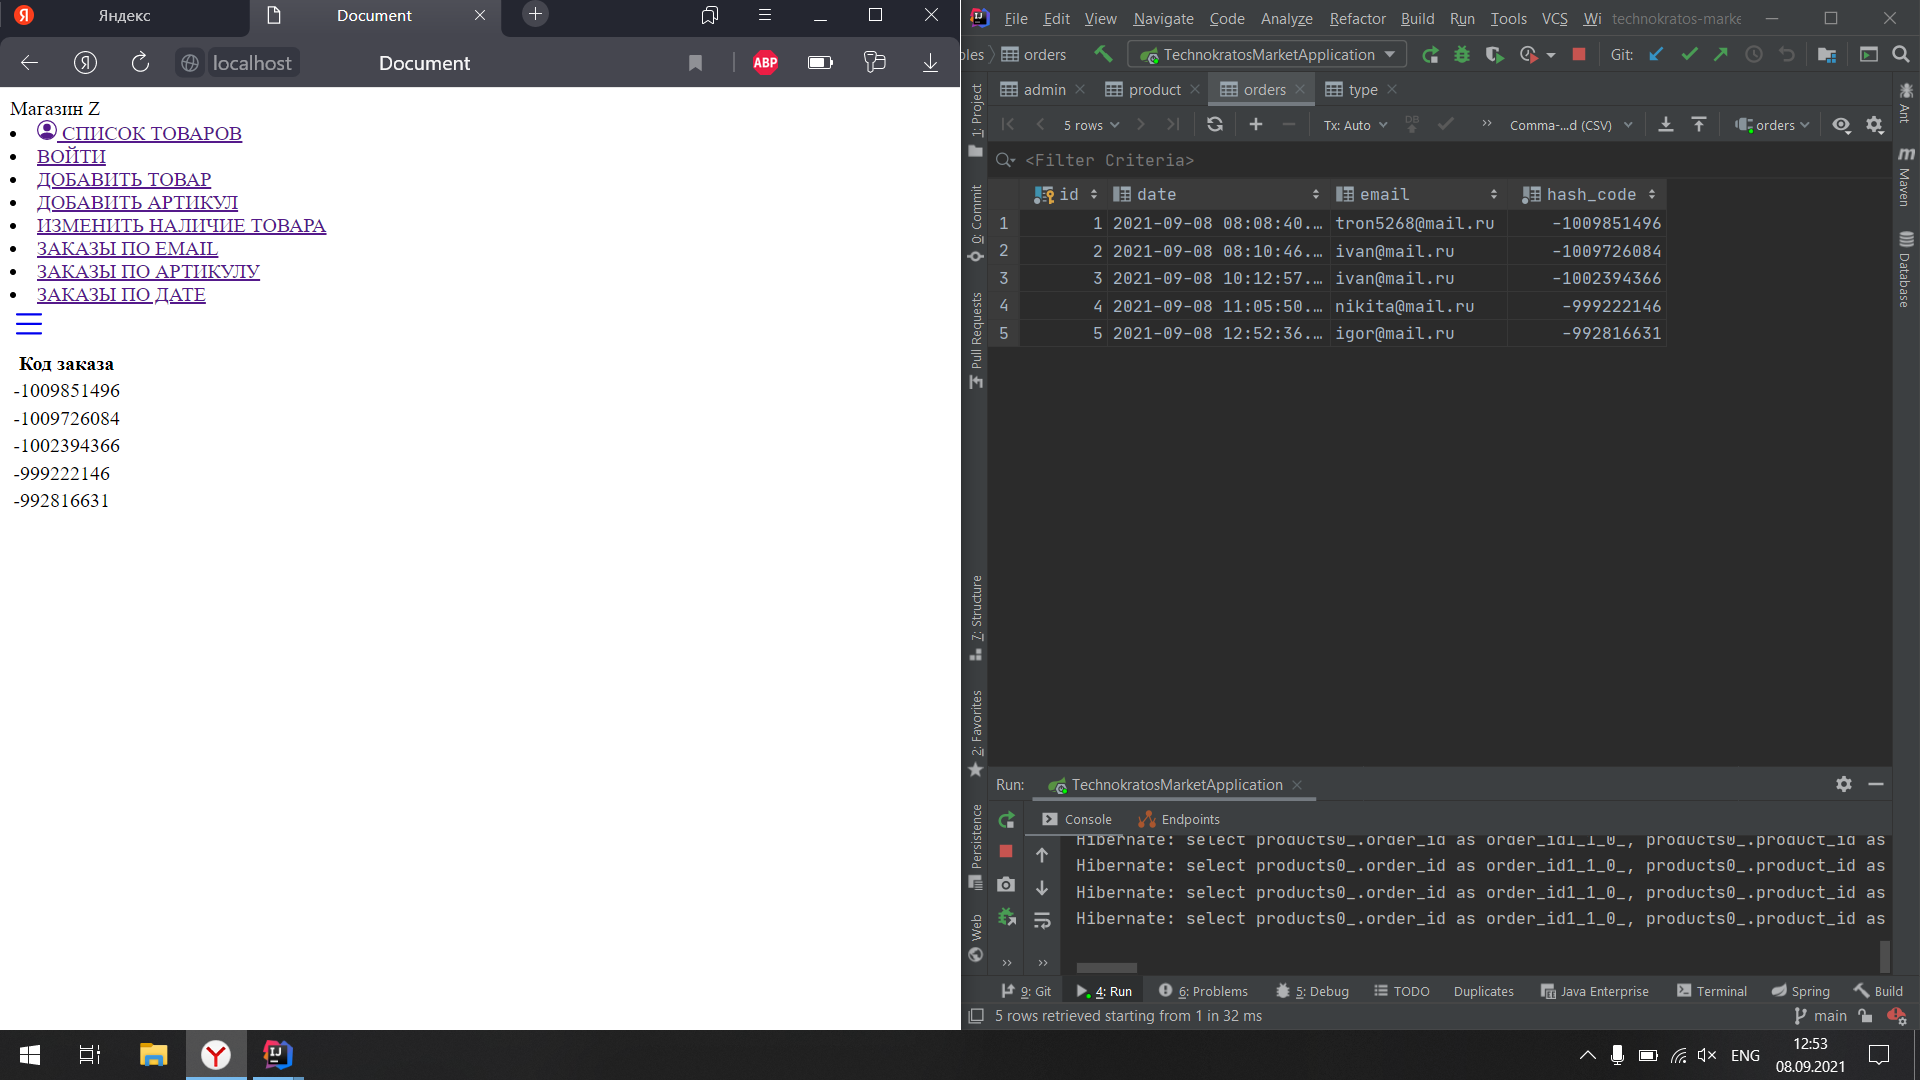 Яндекс
Document
localhost
Document
ABP
Магазин Z
СПИСОК ТОВАРОВ
ВОЙТИ
ДОБАВИТЬ ТОВАР
ДОБАВИТЬ АРТИКУЛ
ИЗМЕНИТЬ НАЛИЧИЕ ТОВАРА
ЗАКАЗЫ ПО EMAIL
ЗАКАЗЫ ПО АРТИКУЛУ
ЗАКАЗЫ ПО ДАТЕ
Код заказа
-1009851496
-1009726084
-1002394366
-999222146
-992816631
File Edit View Navigate Code Analyze Refactor Build Run Tools VCS Wi technokratos-marke
bles orders TechnokratosMarketApplication Git:
admin product orders type
5 rows Tx: Auto DB Comma-...d (CSV) orders
<Filter Criteria>
id date email hash_code
1 1 2021-09-08 08:08:40.… tron5268@mail.ru -1009851496
2 2 2021-09-08 08:10:46.… ivan@mail.ru -1009726084
3 3 2021-09-08 10:12:57.… ivan@mail.ru -1002394366
4 4 2021-09-08 11:05:50.… nikita@mail.ru -999222146
5 5 2021-09-08 12:52:36.… igor@mail.ru -992816631
1: Project
0: Commit
Pull Requests
7: Structure
2: Favorites
Persistence
Web
Ant
Maven
Database
Run: TechnokratosMarketApplication
Console Endpoints
Hibernate: select products0_.order_id as order_id1_1_0_, products0_.product_id as
Hibernate: select products0_.order_id as order_id1_1_0_, products0_.product_id as
Hibernate: select products0_.order_id as order_id1_1_0_, products0_.product_id as
Hibernate: select products0_.order_id as order_id1_1_0_, products0_.product_id as
9: Git 4: Run 6: Problems 5: Debug TODO Duplicates Java Enterprise Terminal Spring Build
5 rows retrieved starting from 1 in 32 ms main
ENG
12:53
08.09.2021